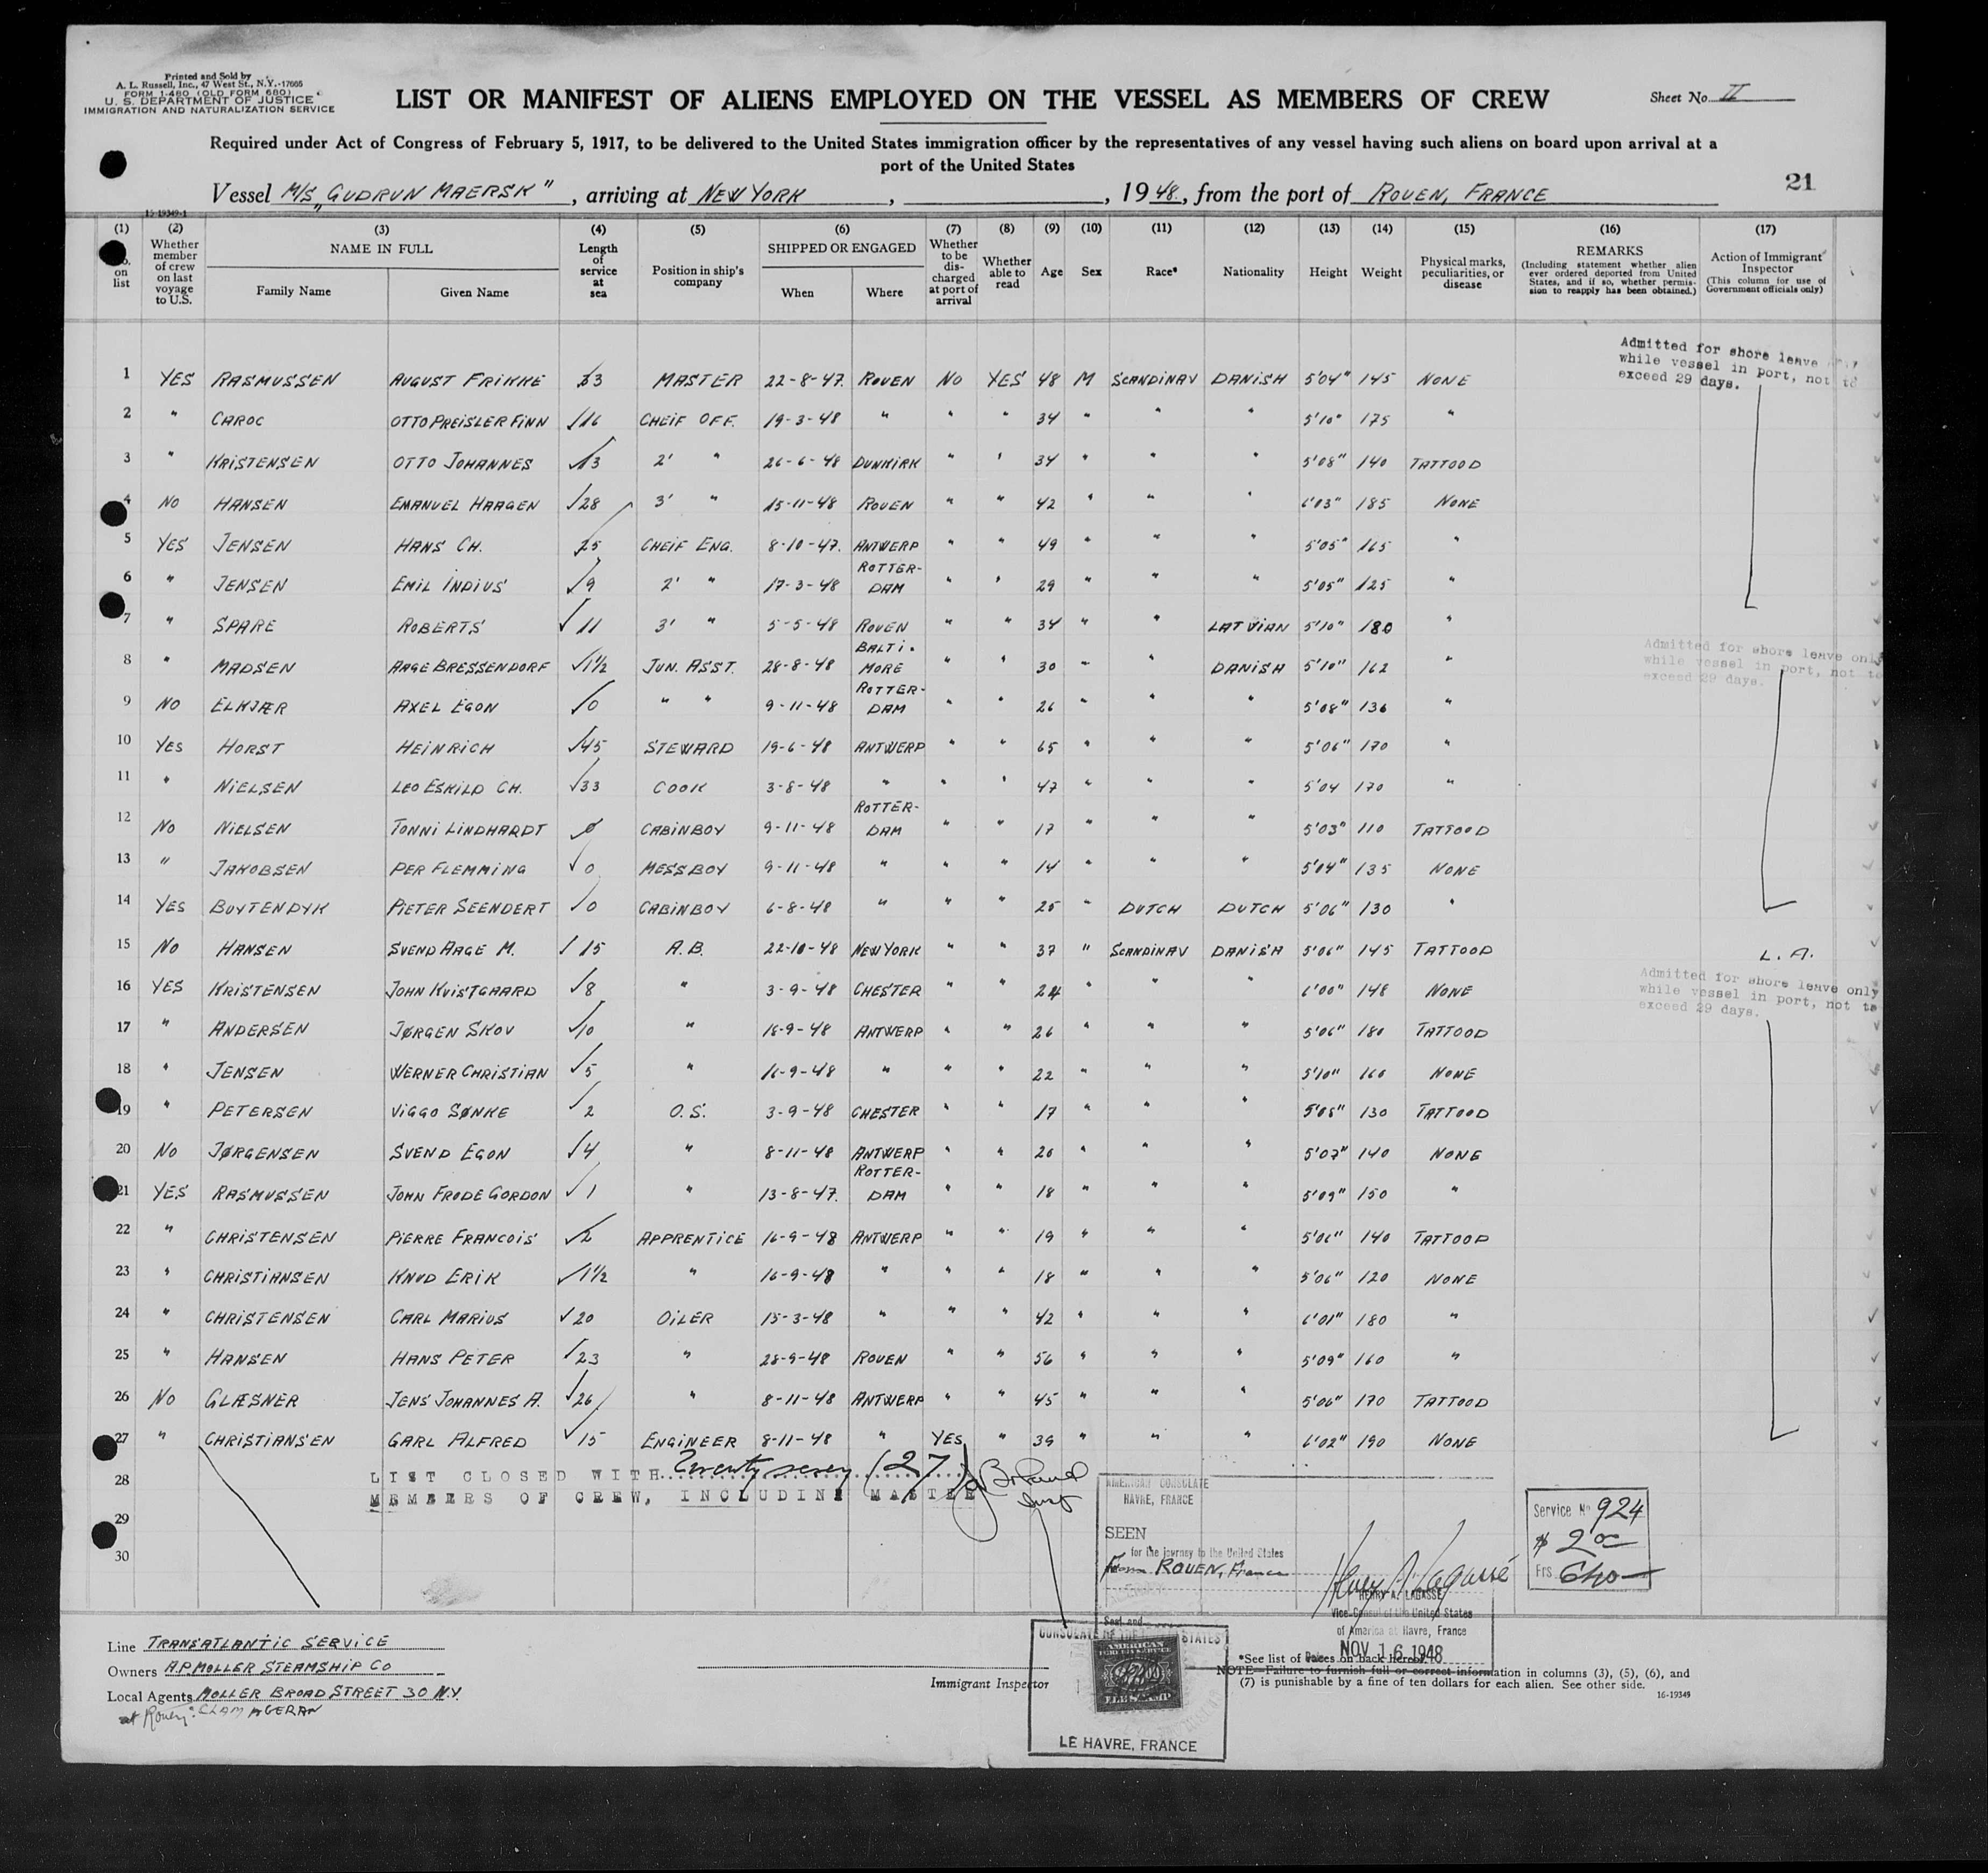 Printed and Sold by
A. L. Russell, Inc., 47 West St., N.Y.-17665
FORM I-480 (OLD FORM 680)
U. S. DEPARTMENT OF JUSTICE
IMMIGRATION AND NATURALIZATION SERVICE
LIST OR MANIFEST OF ALIENS EMPLOYED ON THE VESSEL AS MEMBERS OF CREW
Sheet No. II
Required under Act of Congress of February 5, 1917, to be delivered to the United States immigration officer by the representatives of any vessel having such aliens on board upon arrival at a
port of the United States
21
Vessel M/S „GUDRUN MAERSK", arriving at NEW YORK, , 1948, from the port of ROUEN, FRANCE
15-19349-1
(1) (2) (3) (4) (5) (6) (7) (8) (9) (10) (11) (12) (13) (14) (15) (16) (17)
No. on list
Whether member of crew on last voyage to U.S.
NAME IN FULL
Family Name
Given Name
Length of service at sea
Position in ship's company
SHIPPED OR ENGAGED
When
Where
Whether to be discharged at port of arrival
Whether able to read
Age
Sex
Race*
Nationality
Height
Weight
Physical marks, peculiarities, or disease
REMARKS
(Including statement whether alien ever ordered deported from United States, and if so, whether permission to reapply has been obtained.)
Action of Immigrant Inspector
(This column for use of Government officials only)
Admitted for shore leave only
while vessel in port, not to
exceed 29 days.
1 YES RASMUSSEN AUGUST FRIKKE 23 MASTER 22-8-47. ROUEN NO YES 48 M SCANDINAV DANISH 5'04" 145 NONE
2 " CAROC OTTO PREISLER FINN 16 CHEIF OFF. 19-3-48 " " " 34 " " " 5'10" 175 "
3 " KRISTENSEN OTTO JOHANNES 13 2' " 26-6-48 DUNKIRK " " 34 " " " 5'08" 140 TATTOOD
4 NO HANSEN EMANUEL HAAGEN 28 3' " 15-11-48 ROUEN " " 42 " " " 6'03" 185 NONE
5 YES JENSEN HANS CH. 25 CHEIF ENG. 8-10-47. ANTWERP " " 49 " " " 5'05" 165 "
6 " JENSEN EMIL INDIUS 9 2' " 17-3-48 ROTTER-DAM " " 29 " " " 5'05" 125 "
7 " SPARE ROBERTS 11 3' " 5-5-48 ROUEN " " 34 " " LATVIAN 5'10" 180 "
8 " MADSEN AAGE BRESSENDORF 1½ JUN. ASST. 28-8-48 BALTI-MORE " " 30 " DANISH 5'10" 162 "
Admitted for shore leave only
while vessel in port, not to
exceed 29 days.
9 NO ELKJÆR AXEL EGON 0 " " 9-11-48 ROTTER-DAM " " 26 " " " 5'08" 136 "
10 YES HORST HEINRICH 45 STEWARD 19-6-48 ANTWERP " " 65 " " " 5'06" 170 "
11 " NIELSEN LEO ESKILD CH. 33 COOK 3-8-48 " " " 47 " " " 5'04 170 "
12 NO NIELSEN TONNI LINDHARDT 0 CABINBOY 9-11-48 ROTTER-DAM " " 17 " " " 5'03" 110 TATTOOD
13 " JAKOBSEN PER FLEMMING 0 MESSBOY 9-11-48 " " " 14 " " " 5'04" 135 NONE
14 YES BUYTENDYK PIETER SEENDERT 0 CABINBOY 6-8-48 " " " 25 " DUTCH DUTCH 5'06" 130 "
15 NO HANSEN SVEND AAGE M. 15 A.B. 22-10-48 NEW YORK " " 37 " SCANDINAV DANISH 5'06" 145 TATTOOD L. A.
16 YES KRISTENSEN JOHN KVISTGAARD 8 " 3-9-48 CHESTER " " 24 " " " 6'00" 148 NONE
Admitted for shore leave only
while vessel in port, not to
exceed 29 days.
17 " ANDERSEN JØRGEN SKOV 10 " 16-9-48 ANTWERP " " 26 " " " 5'06" 180 TATTOOD
18 " JENSEN WERNER CHRISTIAN 5 " 16-9-48 " " " 22 " " " 5'10" 160 NONE
19 " PETERSEN VIGGO SØNKE 2 O.S. 3-9-48 CHESTER " " 17 " " " 5'05" 130 TATTOOD
20 NO JØRGENSEN SVEND EGON 4 " 8-11-48 ANTWERP " " 20 " " " 5'07" 140 NONE
21 YES RASMUSSEN JOHN FRODE GORDON 1 " 13-8-47. ROTTER-DAM " " 18 " " " 5'09" 150 "
22 " CHRISTENSEN PIERRE FRANCOIS 2 APPRENTICE 16-9-48 ANTWERP " " 19 " " " 5'06" 140 TATTOOD
23 " CHRISTIANSEN KNUD ERIK 1½ " 16-9-48 " " " 18 " " " 5'06" 120 NONE
24 " CHRISTENSEN CARL MARIUS 20 OILER 15-3-48 " " " 42 " " " 6'01" 180 "
25 " HANSEN HANS PETER 23 " 28-9-48 ROUEN " " 56 " " " 5'09" 160 "
26 NO GLÆSNER JENS JOHANNES A. 26 " 8-11-48 ANTWERP " " 45 " " " 5'06" 170 TATTOOD
27 " CHRISTIANSEN GARL ALFRED 15 ENGINEER 8-11-48 " YES " 39 " " " 6'02" 190 NONE
28
29
30
LIST CLOSED WITH Twenty seven (27)
MEMBERS OF CREW, INCLUDING MASTER
AMERICAN CONSULATE
HAVRE, FRANCE
SEEN
for the journey to the United States
From ROUEN, France
Seal and
Henry A. Lagassé
HENRY A. LAGASSE
Vice Consul of the United States
of America at Havre, France
Date NOV 16 1948
Service No 924
$ 2.00
Frs 640—
CONSULATE OF THE UNITED STATES
AMERICAN
FEE STAMP
LE HAVRE, FRANCE
Line TRANSATLANTIC SERVICE
Owners A.P. MOLLER STEAMSHIP CO
Local Agents MOLLER BROAD STREET 30 N.Y.
at Rouen: CLAMAGERAN
Immigrant Inspector
*See list of races on back hereof.
NOTE—Failure to furnish full or correct information in columns (3), (5), (6), and
(7) is punishable by a fine of ten dollars for each alien. See other side.
16-19349